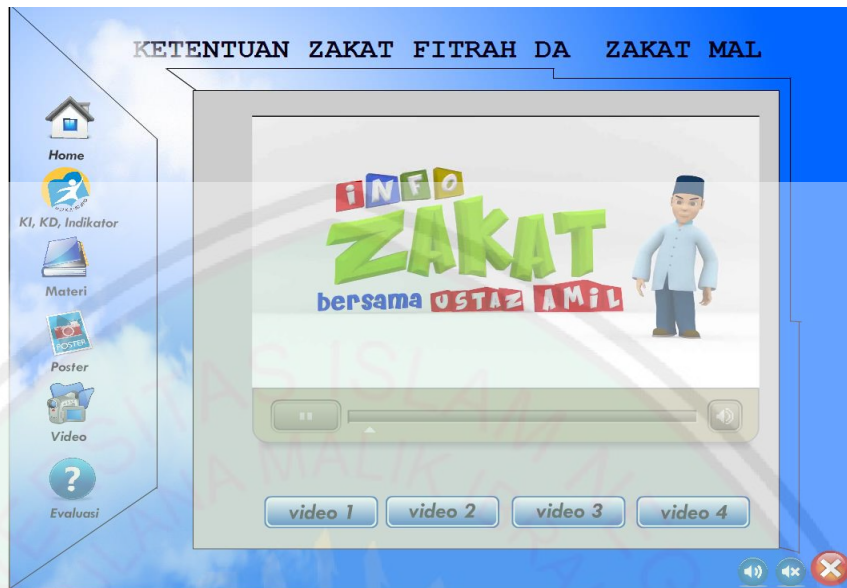 KETENTUAN ZAKAT FITRAH DA ZAKAT MAL
Home
KI, KD, Indikator
Materi
POSTER
Poster
Video
?
Evaluasi
iNFO
ZAKAT
bersama USTAZ AMiL
video 1 video 2 video 3 video 4